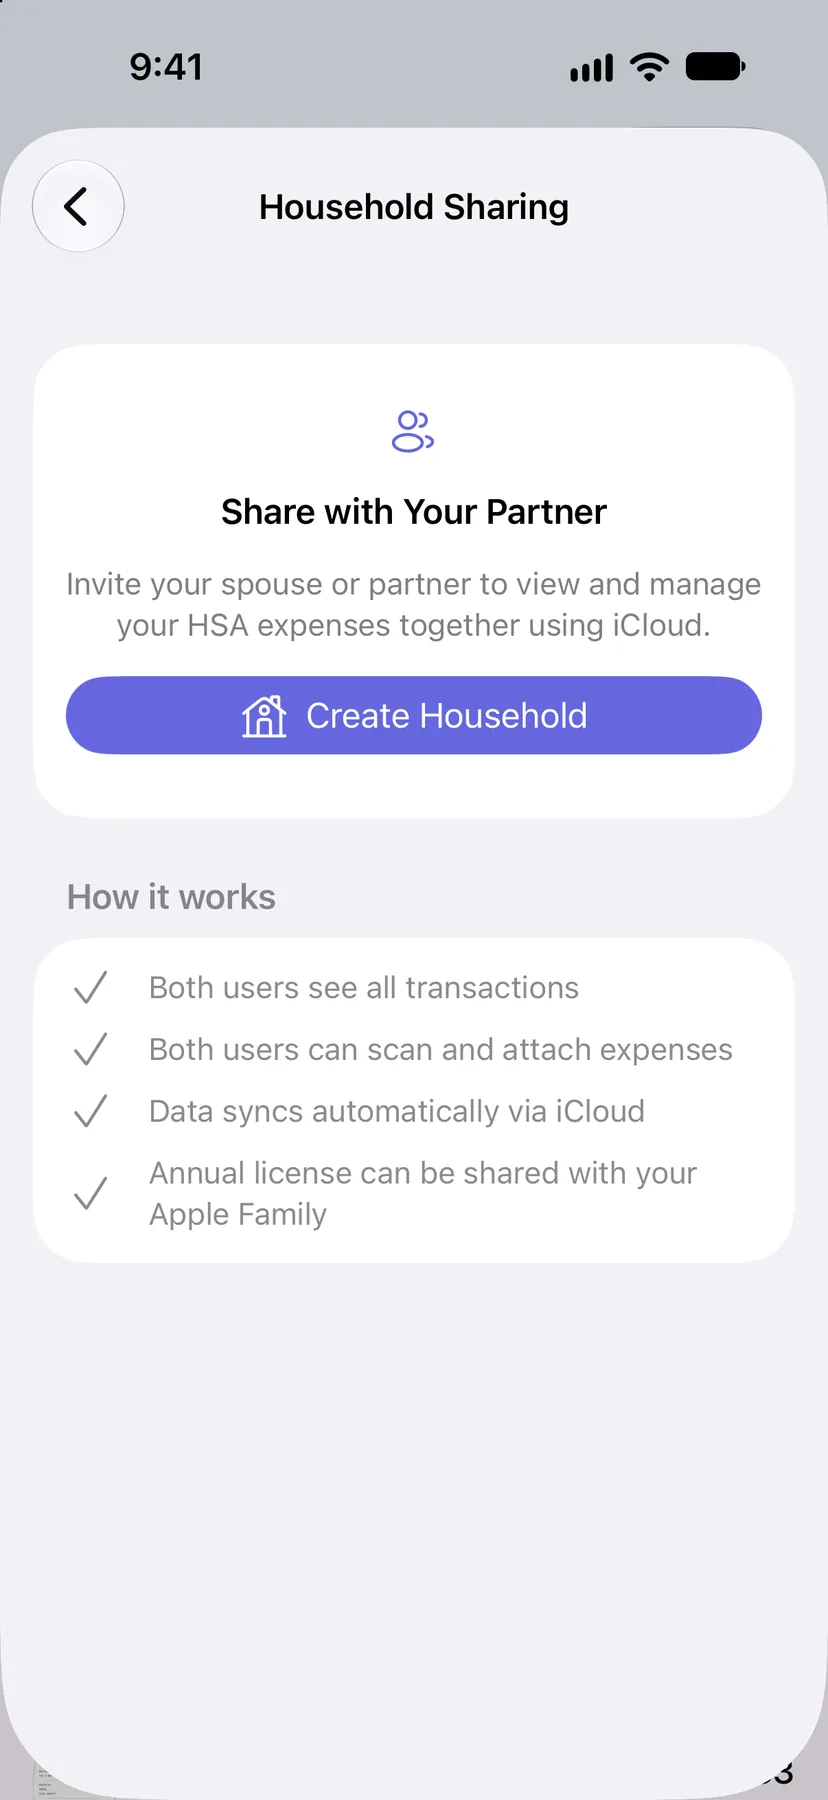 9:41
Household Sharing
Share with Your Partner
Invite your spouse or partner to view and manage
your HSA expenses together using iCloud.
Create Household
How it works
Both users see all transactions
Both users can scan and attach expenses
Data syncs automatically via iCloud
Annual license can be shared with your
Apple Family